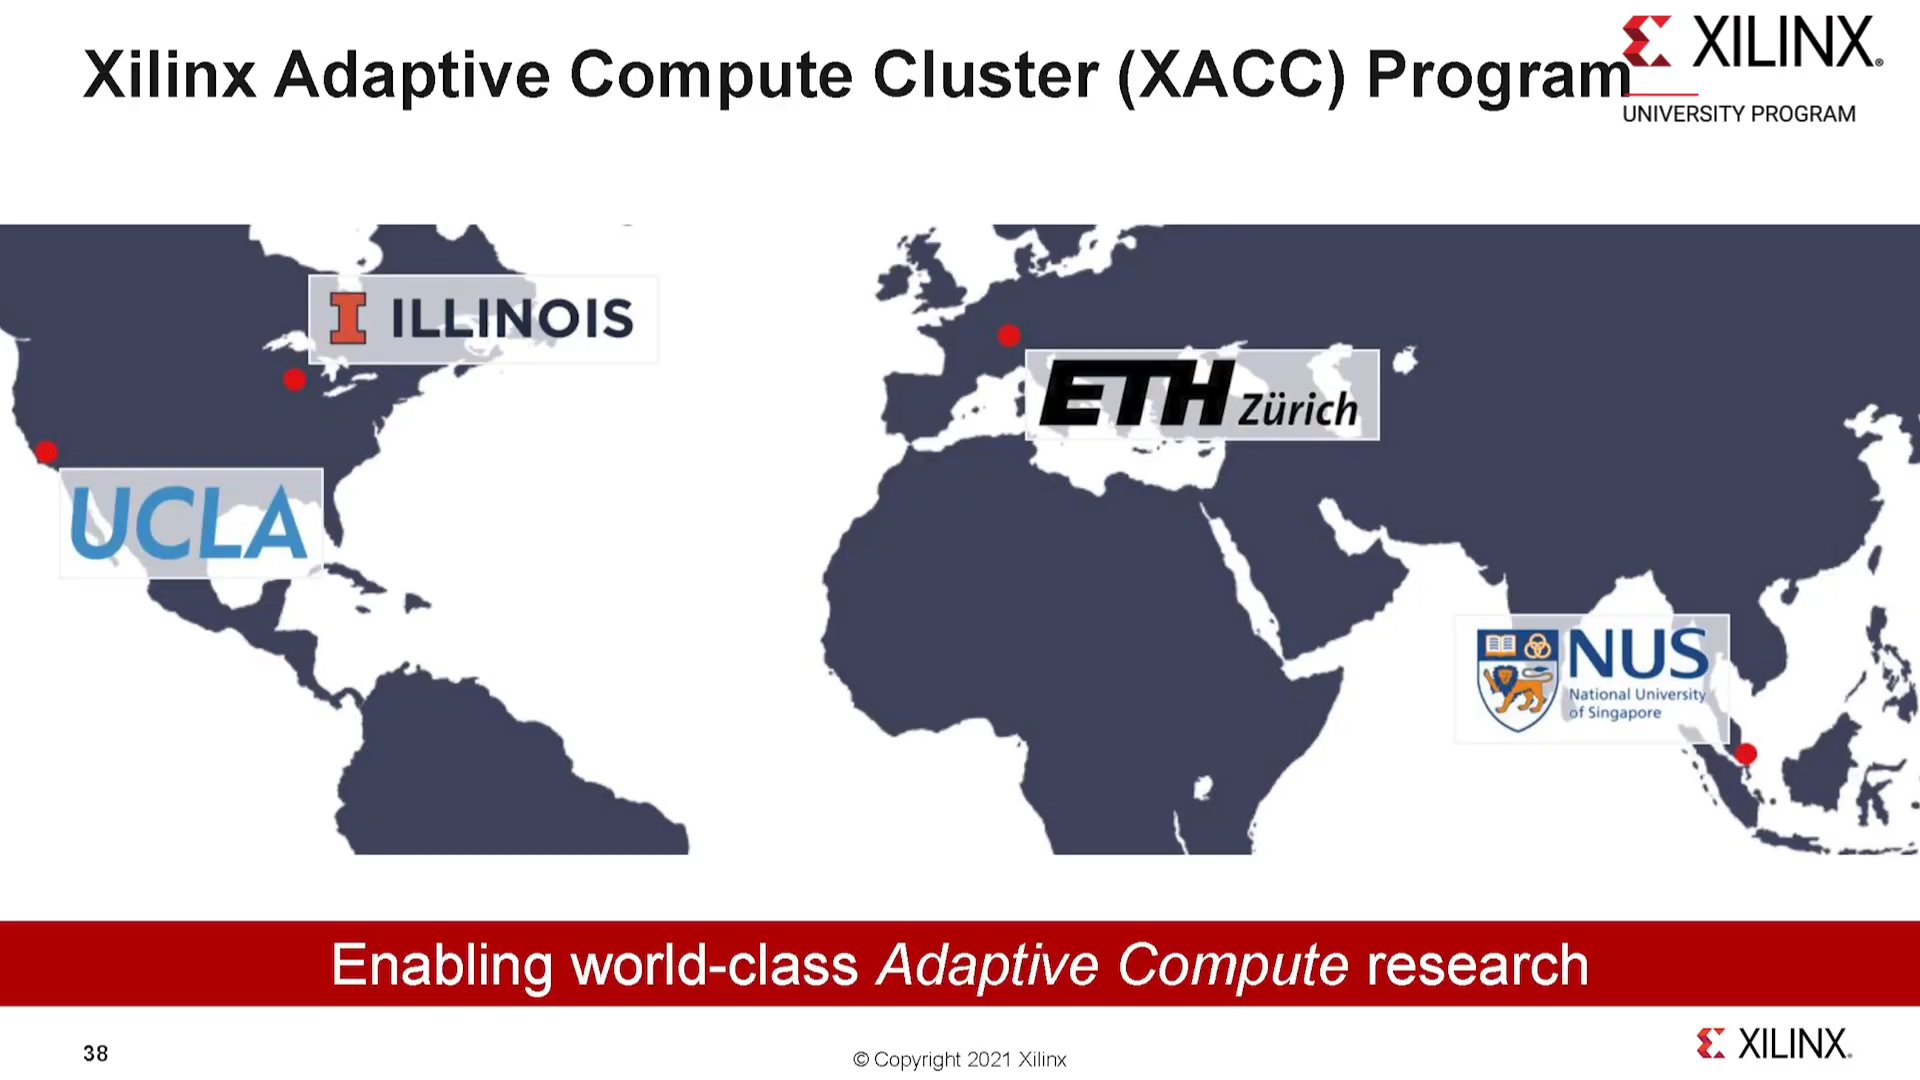 Xilinx Adaptive Compute Cluster (XACC) Program
XILINX®
UNIVERSITY PROGRAM
I ILLINOIS
ETH Zürich
UCLA
NUS
National University
of Singapore
Enabling world-class Adaptive Compute research
38
© Copyright 2021 Xilinx
XILINX.